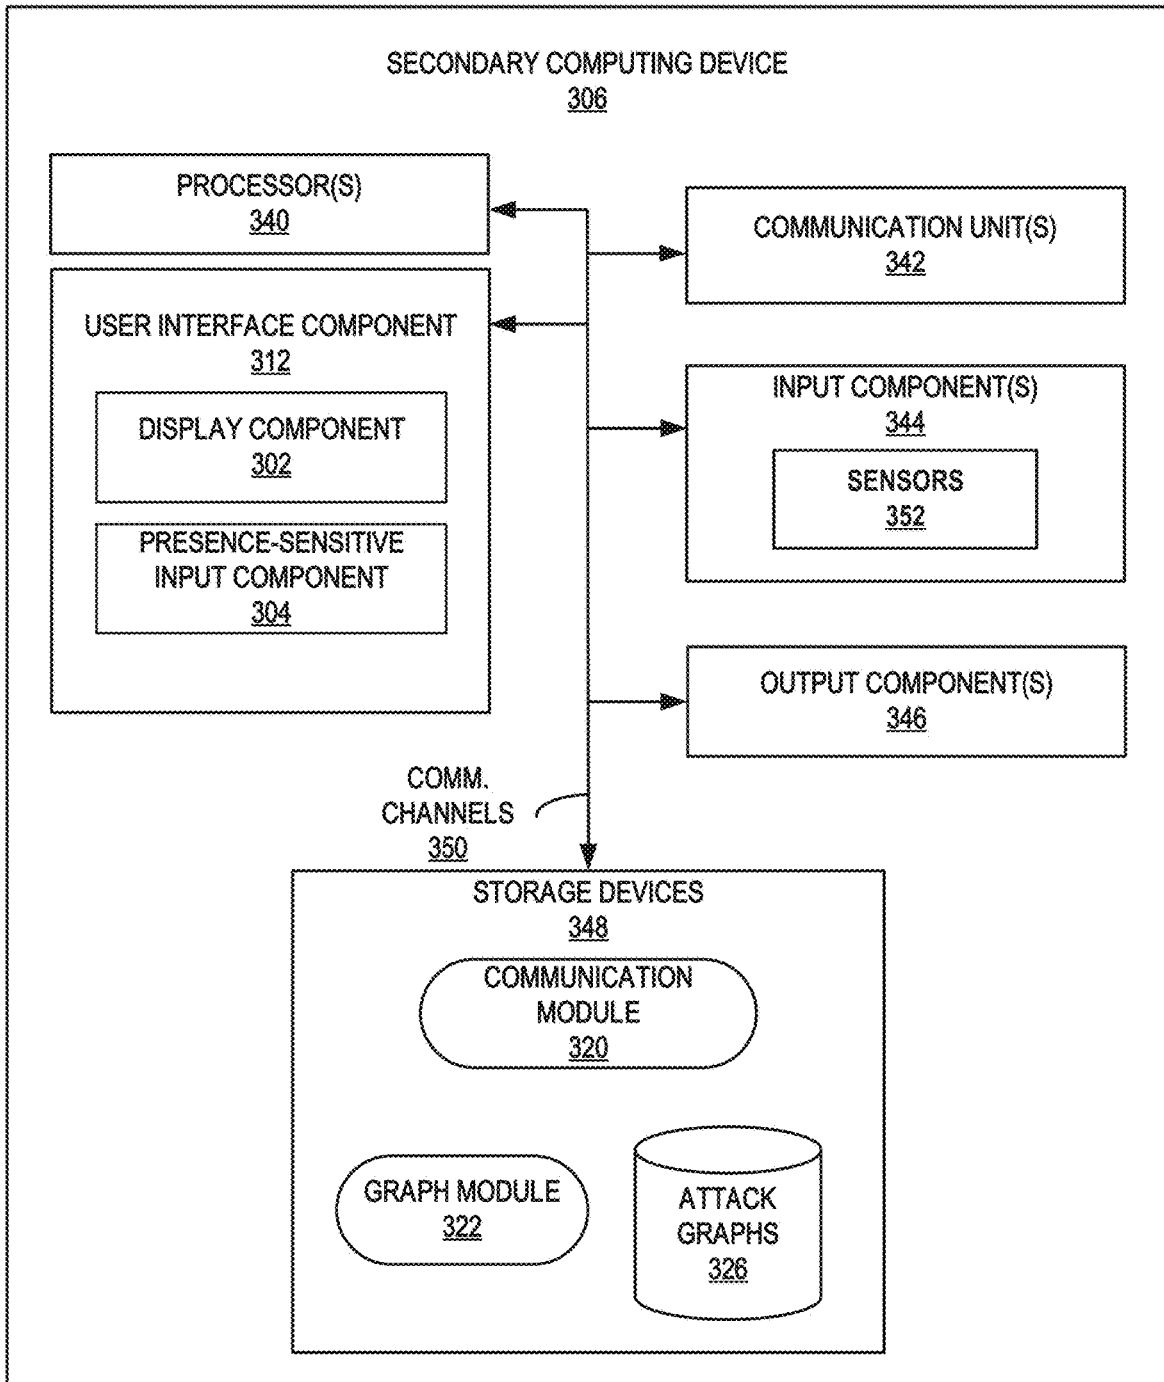 SECONDARY COMPUTING DEVICE
306
PROCESSOR(S)
340
COMMUNICATION UNIT(S)
342
USER INTERFACE COMPONENT
312
DISPLAY COMPONENT
302
PRESENCE-SENSITIVE
INPUT COMPONENT
304
INPUT COMPONENT(S)
344
SENSORS
352
OUTPUT COMPONENT(S)
346
COMM.
CHANNELS
350
STORAGE DEVICES
348
COMMUNICATION
MODULE
320
GRAPH MODULE
322
ATTACK
GRAPHS
326